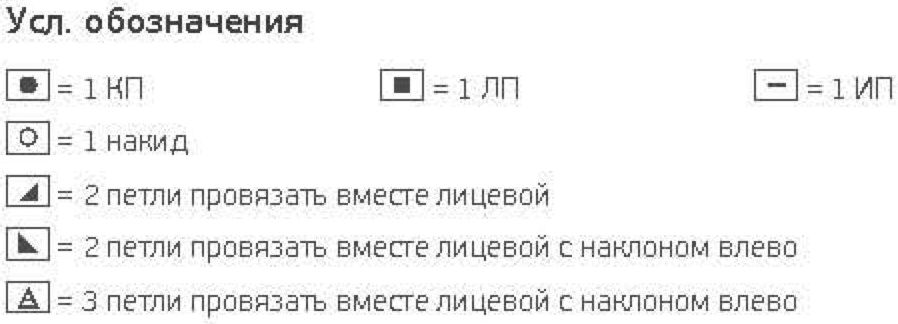 Усл. обозначения
= 1 КП = 1 ЛП = 1 ИП
= 1 накид
= 2 петли провязать вместе лицевой
= 2 петли провязать вместе лицевой с наклоном влево
= 3 петли провязать вместе лицевой с наклоном влево